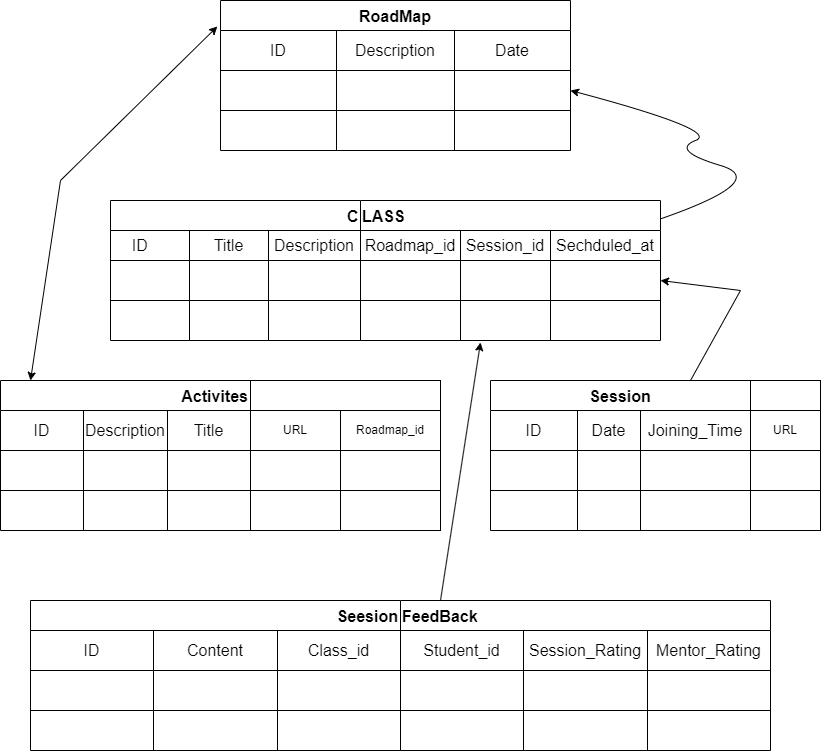 RoadMap
ID Description Date
CLASS
ID Title Description Roadmap_id Session_id Sechduled_at
Activites
ID Description Title URL Roadmap_id
Session
ID Date Joining_Time URL
Seesion FeedBack
ID Content Class_id Student_id Session_Rating Mentor_Rating